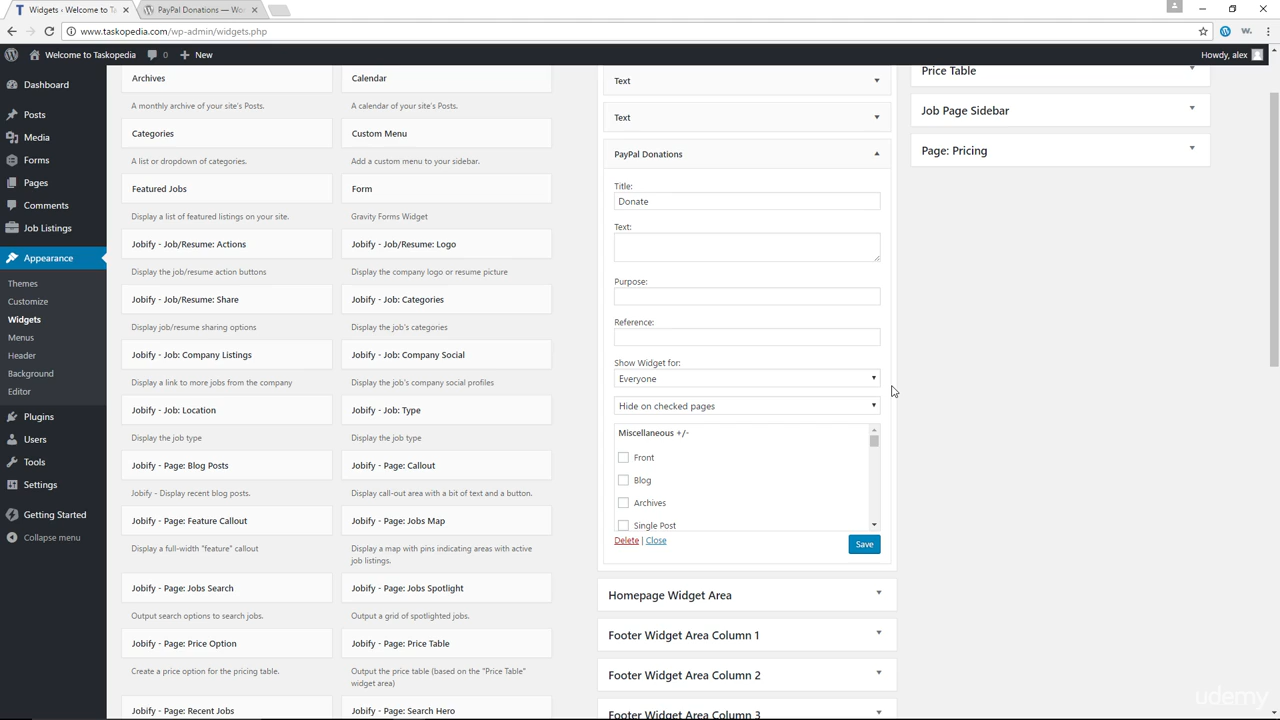 Widgets ‹ Welcome to Ta
PayPal Donations — Wo
www.taskopedia.com/wp-admin/widgets.php
Welcome to Taskopedia
0
New
Howdy, alex
Dashboard
Posts
Media
Forms
Pages
Comments
Job Listings
Appearance
Themes
Customize
Widgets
Menus
Header
Background
Editor
Plugins
Users
Tools
Settings
Getting Started
Collapse menu
Archives
Calendar
A monthly archive of your site's Posts.
A calendar of your site's Posts.
Categories
Custom Menu
A list or dropdown of categories.
Add a custom menu to your sidebar.
Featured Jobs
Form
Display a list of featured listings on your site.
Gravity Forms Widget
Jobify - Job/Resume: Actions
Jobify - Job/Resume: Logo
Display the job/resume action buttons
Display the company logo or resume picture
Jobify - Job/Resume: Share
Jobify - Job: Categories
Display job/resume sharing options
Display the job's categories
Jobify - Job: Company Listings
Jobify - Job: Company Social
Display a link to more jobs from the company
Display the job's company social profiles
Jobify - Job: Location
Jobify - Job: Type
Display the job type
Display the job type
Jobify - Page: Blog Posts
Jobify - Page: Callout
Jobify - Display recent blog posts.
Display call-out area with a bit of text and a button.
Jobify - Page: Feature Callout
Jobify - Page: Jobs Map
Display a full-width "feature" callout
Display a map with pins indicating areas with active
job listings.
Jobify - Page: Jobs Search
Jobify - Page: Jobs Spotlight
Output search options to search jobs.
Output a grid of spotlighted jobs.
Jobify - Page: Price Option
Jobify - Page: Price Table
Create a price option for the pricing table.
Output the price table (based on the "Price Table"
widget area)
Jobify - Page: Recent Jobs
Jobify - Page: Search Hero
Text
Text
PayPal Donations
Title:
Donate
Text:
Purpose:
Reference:
Show Widget for:
Everyone
Hide on checked pages
Miscellaneous +/-
Front
Blog
Archives
Single Post
Delete | Close
Save
Homepage Widget Area
Footer Widget Area Column 1
Footer Widget Area Column 2
Footer Widget Area Column 3
Price Table
Job Page Sidebar
Page: Pricing
udemy